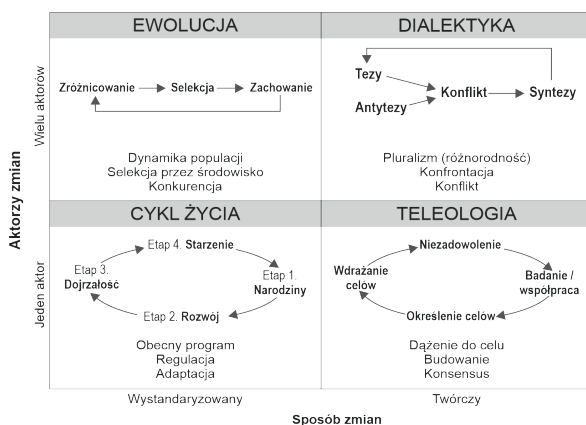 EWOLUCJA
DIALEKTYKA
Aktorzy zmian
Wielu aktorów
Zróżnicowanie Selekcja Zachowanie
Dynamika populacji
Selekcja przez środowisko
Konkurencja
Tezy
Antytezy
Konflikt
Syntezy
Pluralizm (różnorodność)
Konfrontacja
Konflikt
CYKL ŻYCIA
TELEOLOGIA
Jeden aktor
Etap 4. Starzenie
Etap 3.
Dojrzałość
Etap 1.
Narodziny
Etap 2. Rozwój
Obecny program
Regulacja
Adaptacja
Niezadowolenie
Wdrażanie
celów
Badanie /
współpraca
Określenie celów
Dążenie do celu
Budowanie
Konsensus
Wystandaryzowany
Twórczy
Sposób zmian